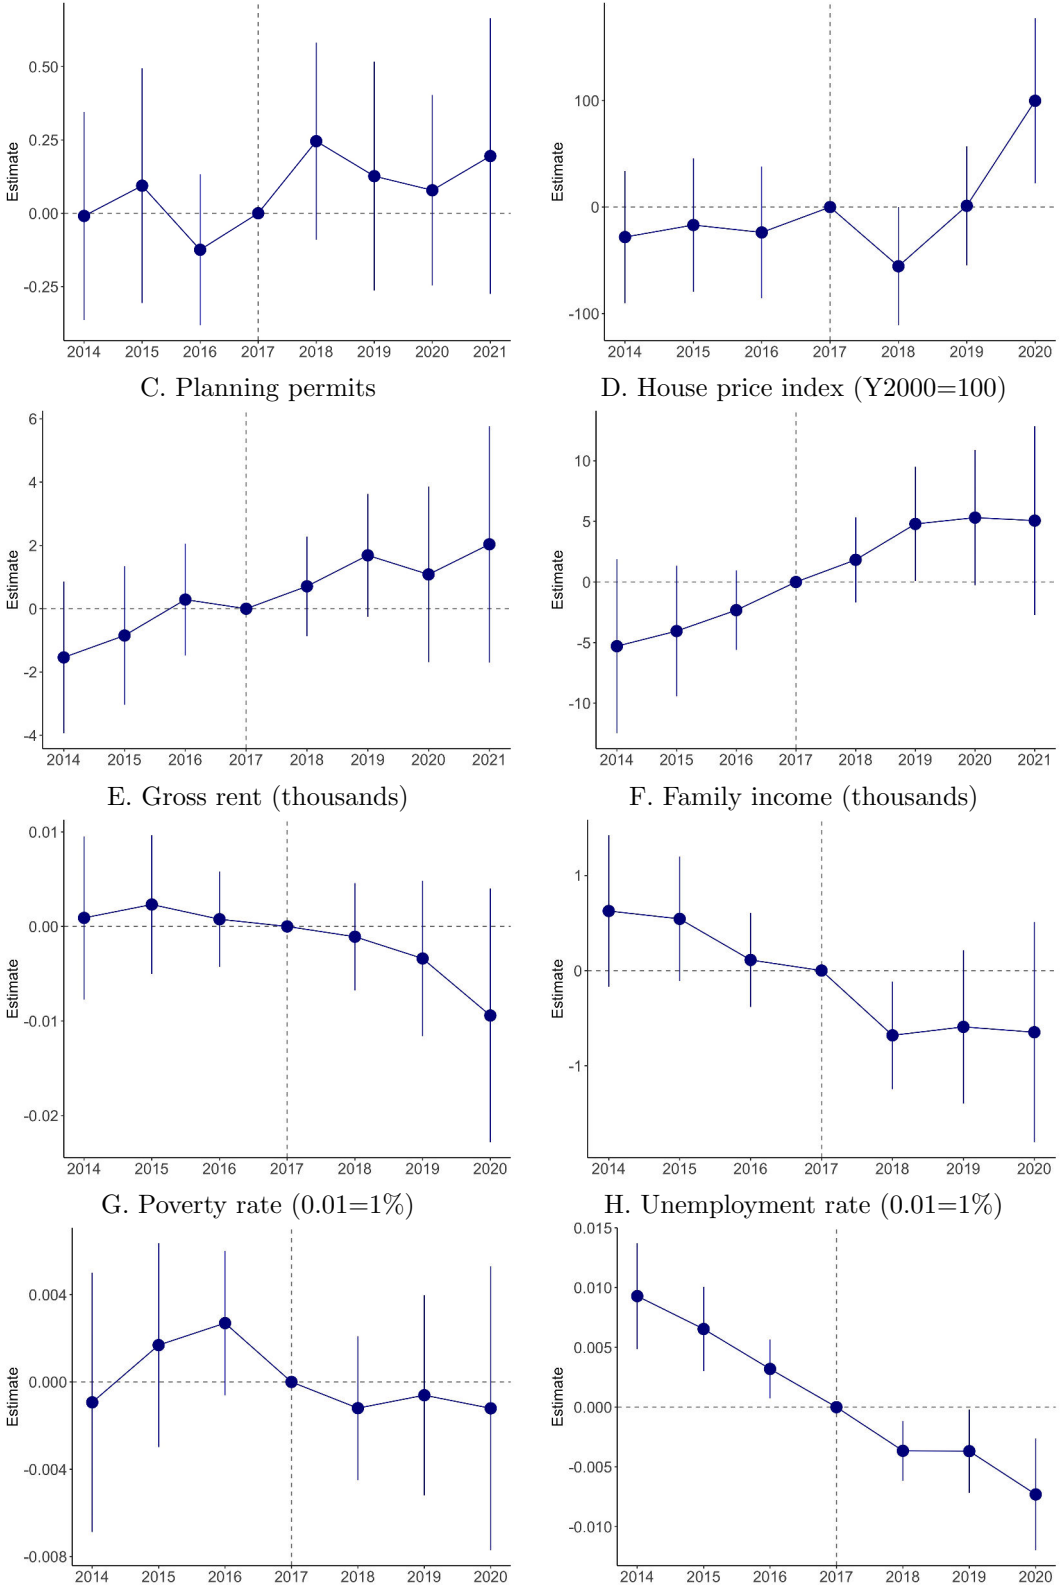 0.50
0.25
0.00
-0.25
Estimate
2014 2015 2016 2017 2018 2019 2020 2021
100
0
-100
Estimate
2014 2015 2016 2017 2018 2019 2020
C. Planning permits
D. House price index (Y2000=100)
6
4
2
0
-2
-4
Estimate
2014 2015 2016 2017 2018 2019 2020 2021
10
5
0
-5
-10
Estimate
2014 2015 2016 2017 2018 2019 2020 2021
E. Gross rent (thousands)
F. Family income (thousands)
0.01
0.00
-0.01
-0.02
Estimate
2014 2015 2016 2017 2018 2019 2020
1
0
-1
Estimate
2014 2015 2016 2017 2018 2019 2020
G. Poverty rate (0.01=1%)
H. Unemployment rate (0.01=1%)
0.004
0.000
-0.004
-0.008
Estimate
2014 2015 2016 2017 2018 2019 2020
0.015
0.010
0.005
0.000
-0.005
-0.010
Estimate
2014 2015 2016 2017 2018 2019 2020